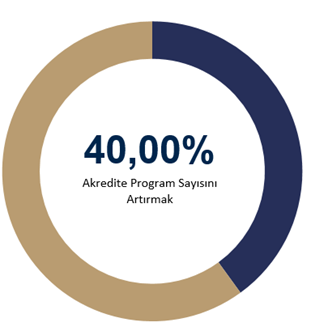 40,00%
Akredite Program Sayısını
Artırmak